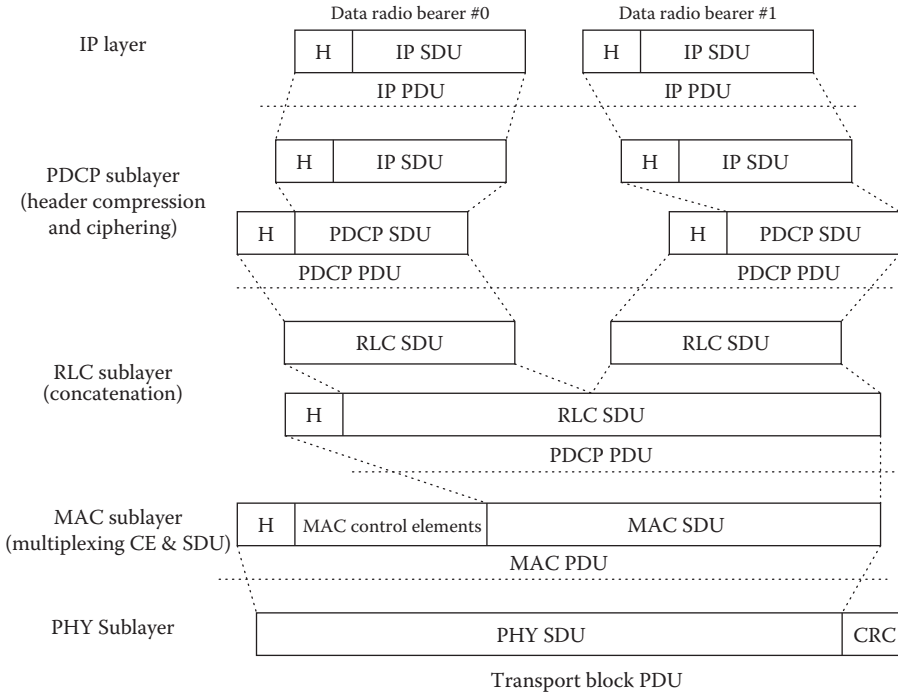 Data radio bearer #0
Data radio bearer #1
IP layer
H
IP SDU
H
IP SDU
IP PDU
IP PDU
PDCP sublayer
(header compression
and ciphering)
H
IP SDU
H
IP SDU
H
PDCP SDU
H
PDCP SDU
PDCP PDU
PDCP PDU
RLC sublayer
(concatenation)
RLC SDU
RLC SDU
H
RLC SDU
PDCP PDU
MAC sublayer
(multiplexing CE & SDU)
H
MAC control elements
MAC SDU
MAC PDU
PHY Sublayer
PHY SDU
CRC
Transport block PDU